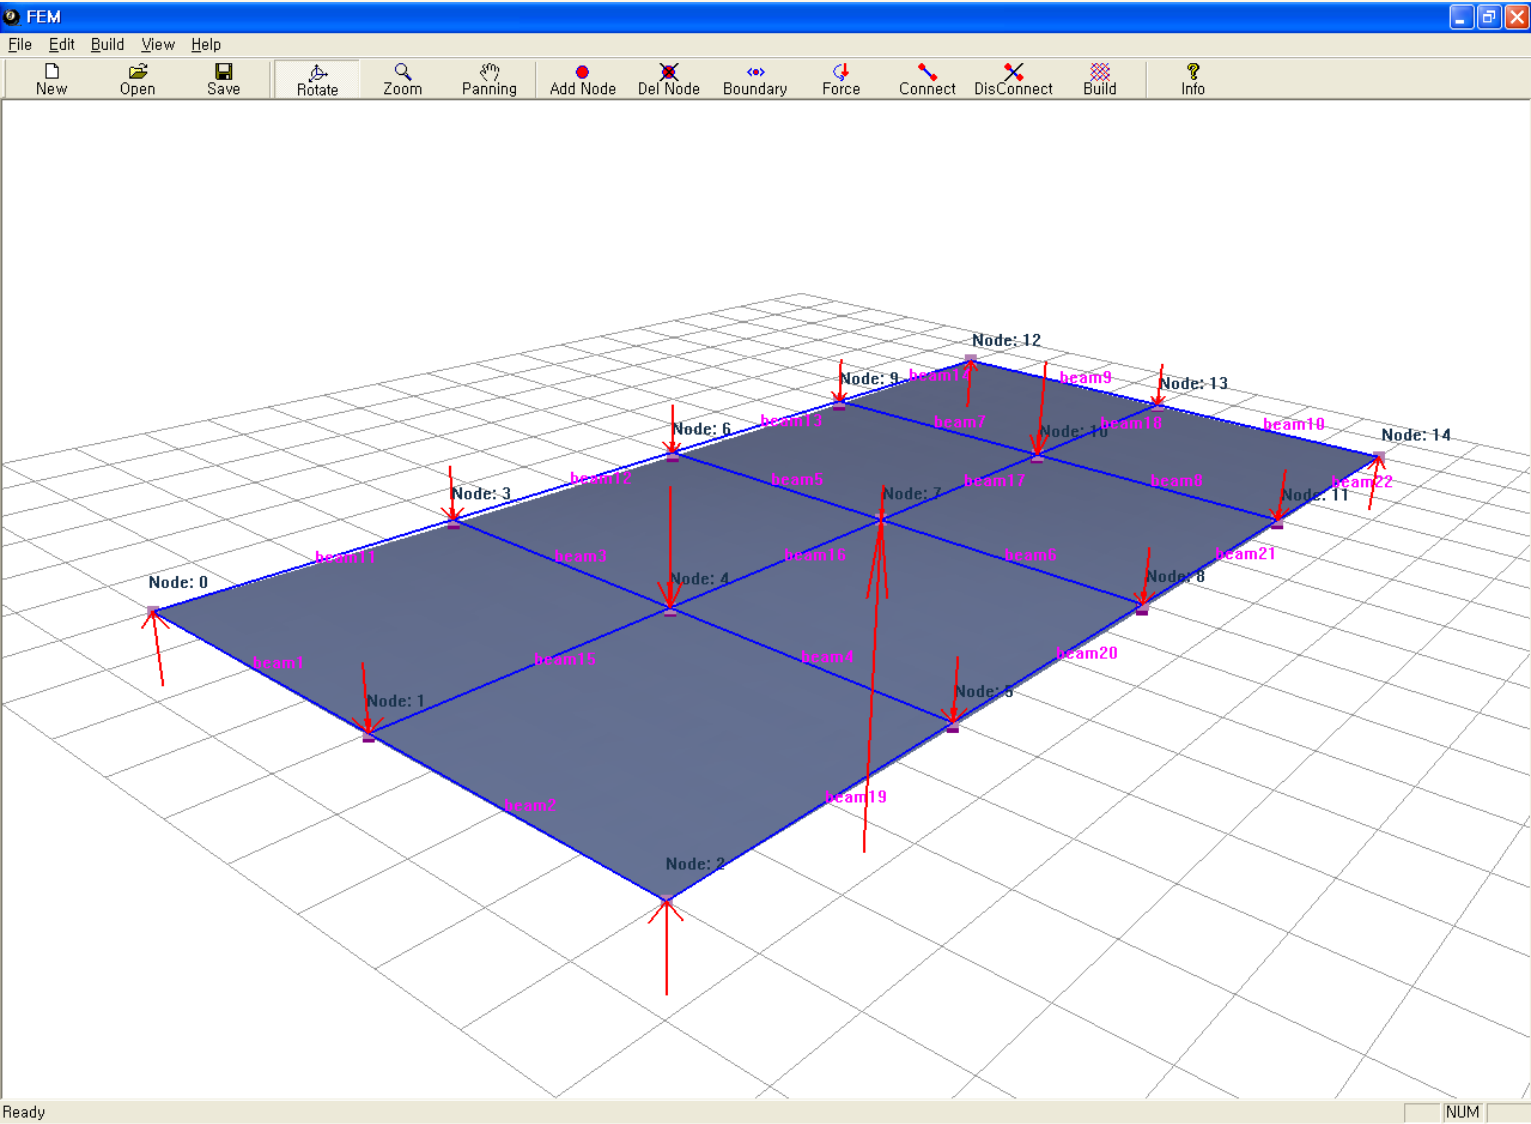 FEM
File Edit Build View Help
New Open Save Rotate Zoom Panning Add Node Del Node Boundary Force Connect DisConnect Build Info
Node: 12
Node: 9
beam9
Node: 13
Node: 6
beam13
beam7
Node: 10
beam18
beam10
Node: 14
Node: 3
beam12
beam5
Node: 7
beam17
beam8
Node: 11
beam22
Node: 0
beam11
beam3
Node: 4
beam16
beam6
Node: 8
beam21
beam1
Node: 1
beam15
beam4
Node: 5
beam20
beam2
beam19
Node: 2
Ready NUM